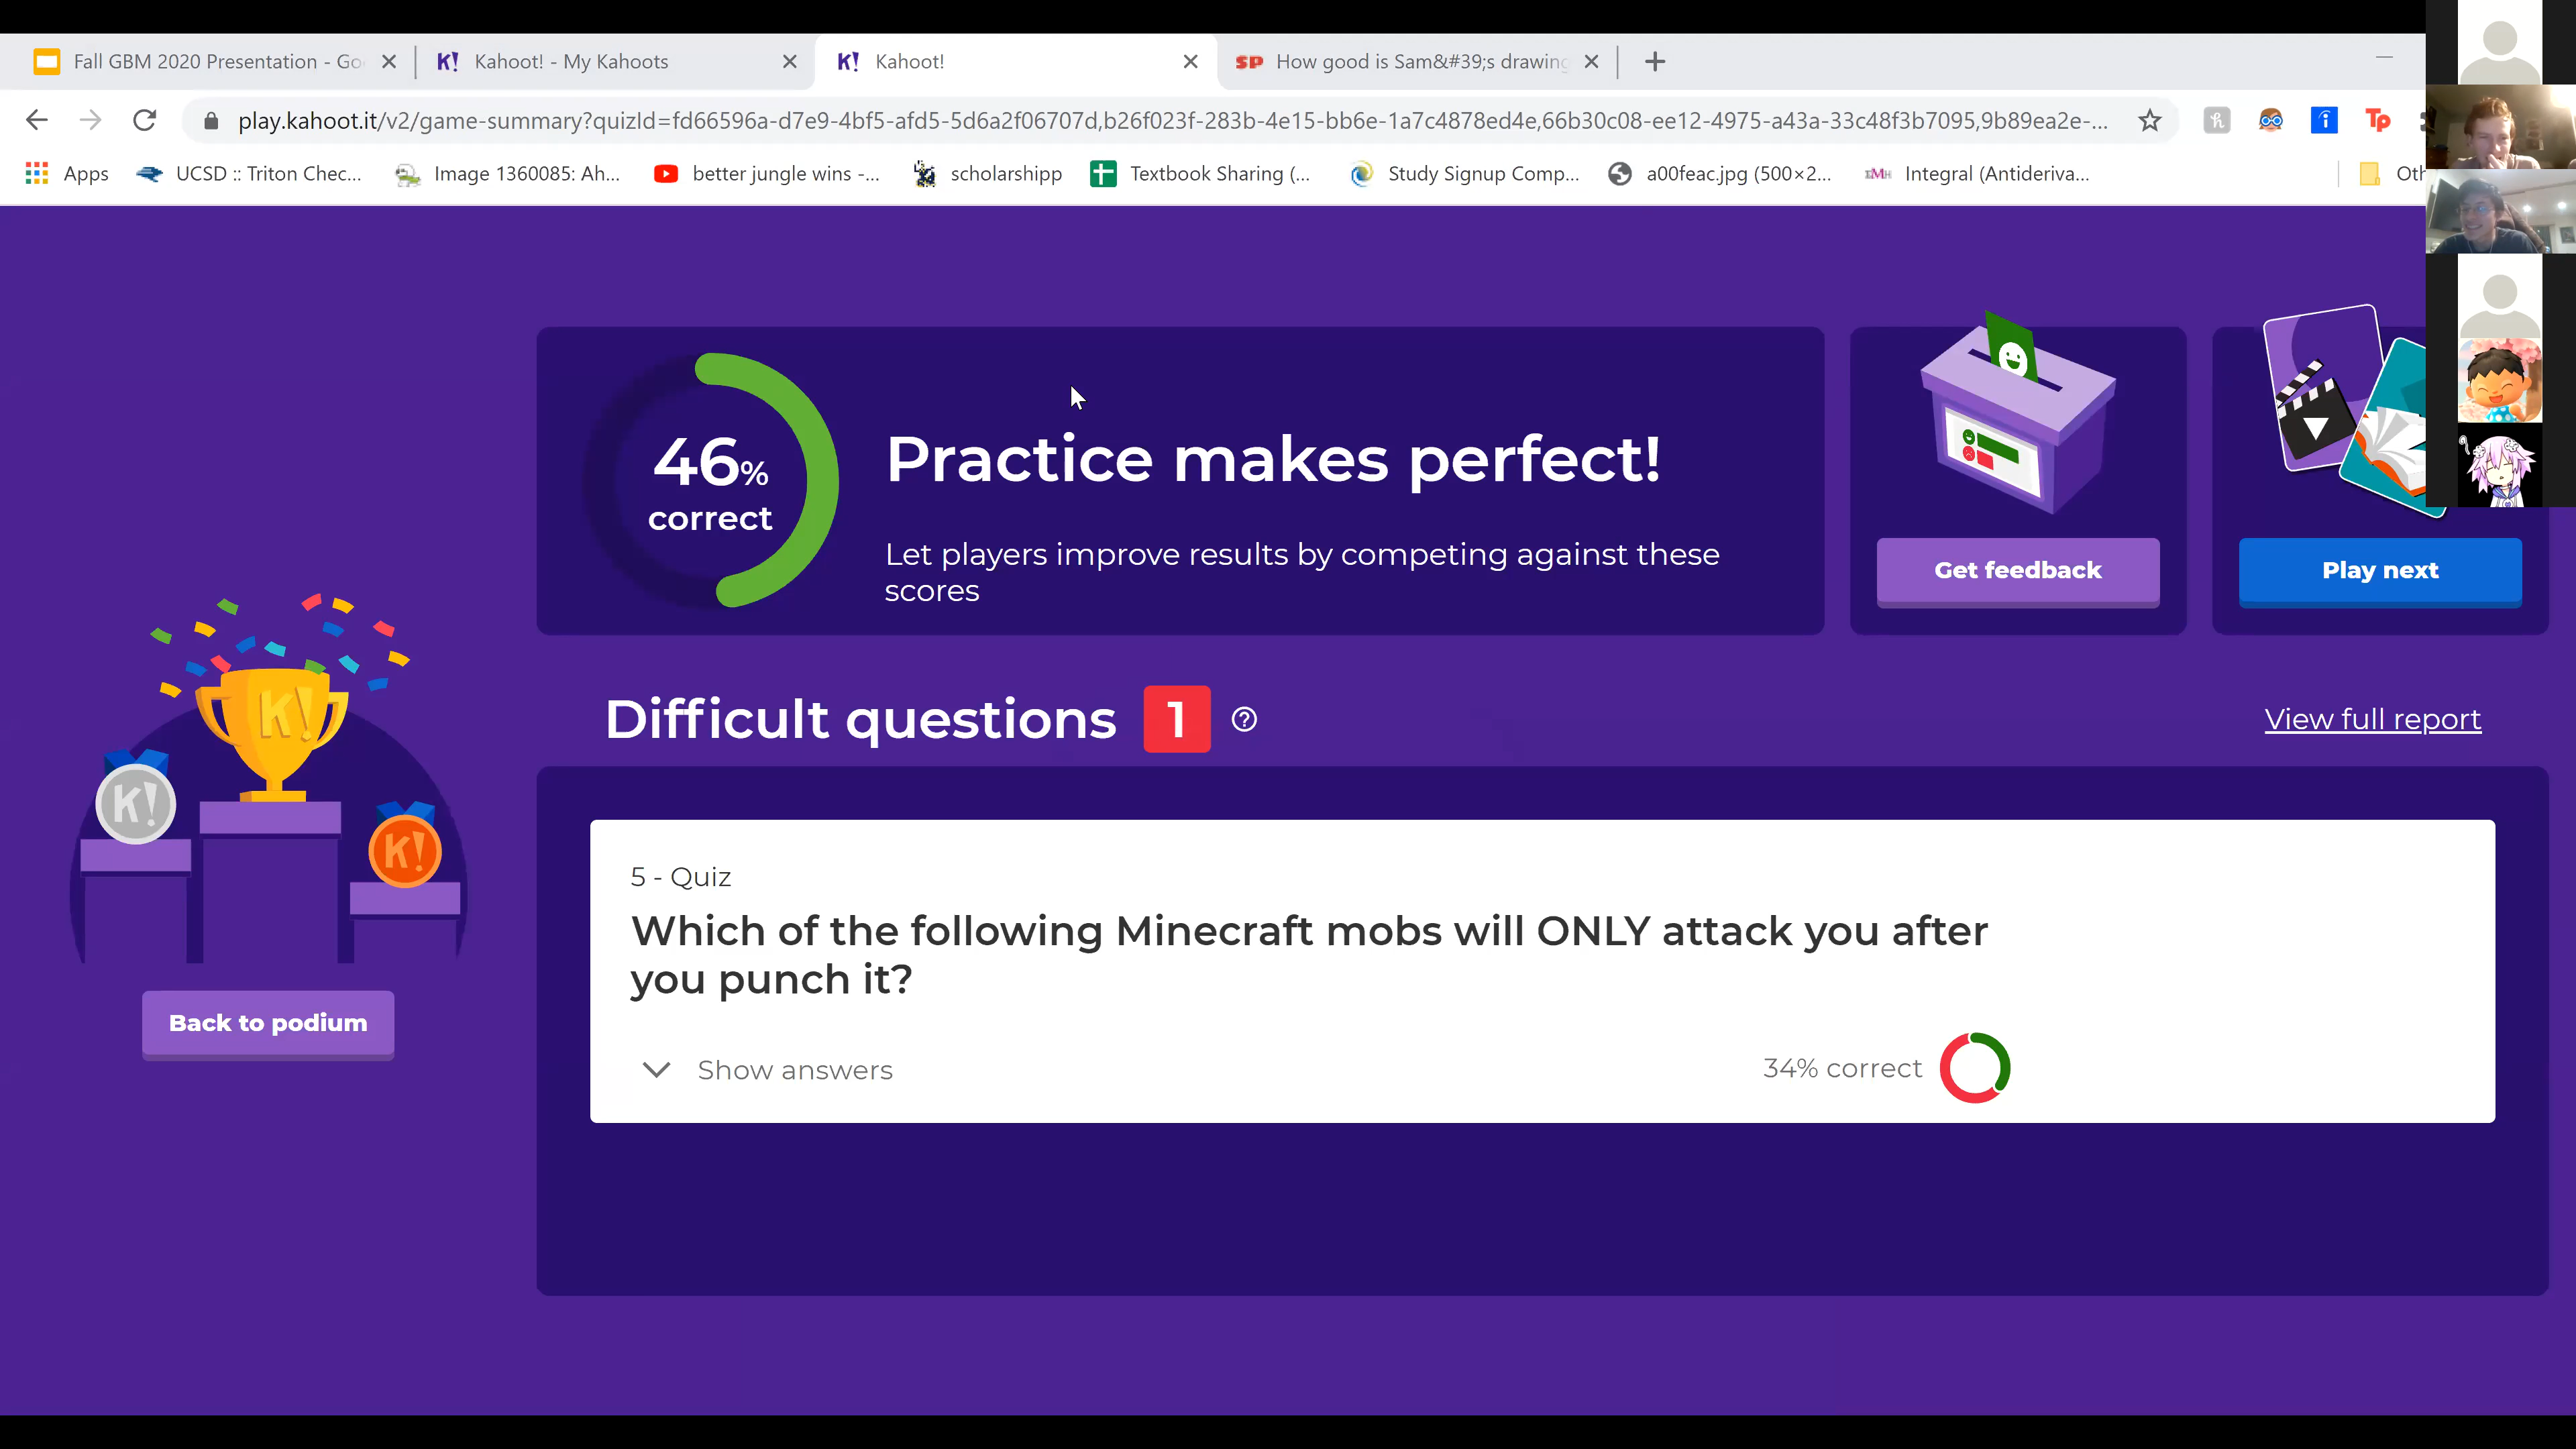 Fall GBM 2020 Presentation - Go
K! Kahoot! - My Kahoots
K! Kahoot!
SP How good is Sam&#39;s drawing
play.kahoot.it/v2/game-summary?quizId=fd66596a-d7e9-4bf5-afd5-5d6a2f06707d,b26f023f-283b-4e15-bb6e-1a7c4878ed4e,66b30c08-ee12-4975-a43a-33c48f3b7095,9b89ea2e-...
Tp
Apps
UCSD :: Triton Chec...
Image 1360085: Ah...
better jungle wins -...
scholarshipp
Textbook Sharing (...
Study Signup Comp...
a00feac.jpg (500×2...
Integral (Antideriva...
46%
correct
Practice makes perfect!
Let players improve results by competing against these
scores
Get feedback
Play next
Difficult questions 1
View full report
K!
K!
K!
Back to podium
5 - Quiz
Which of the following Minecraft mobs will ONLY attack you after
you punch it?
Show answers
34% correct